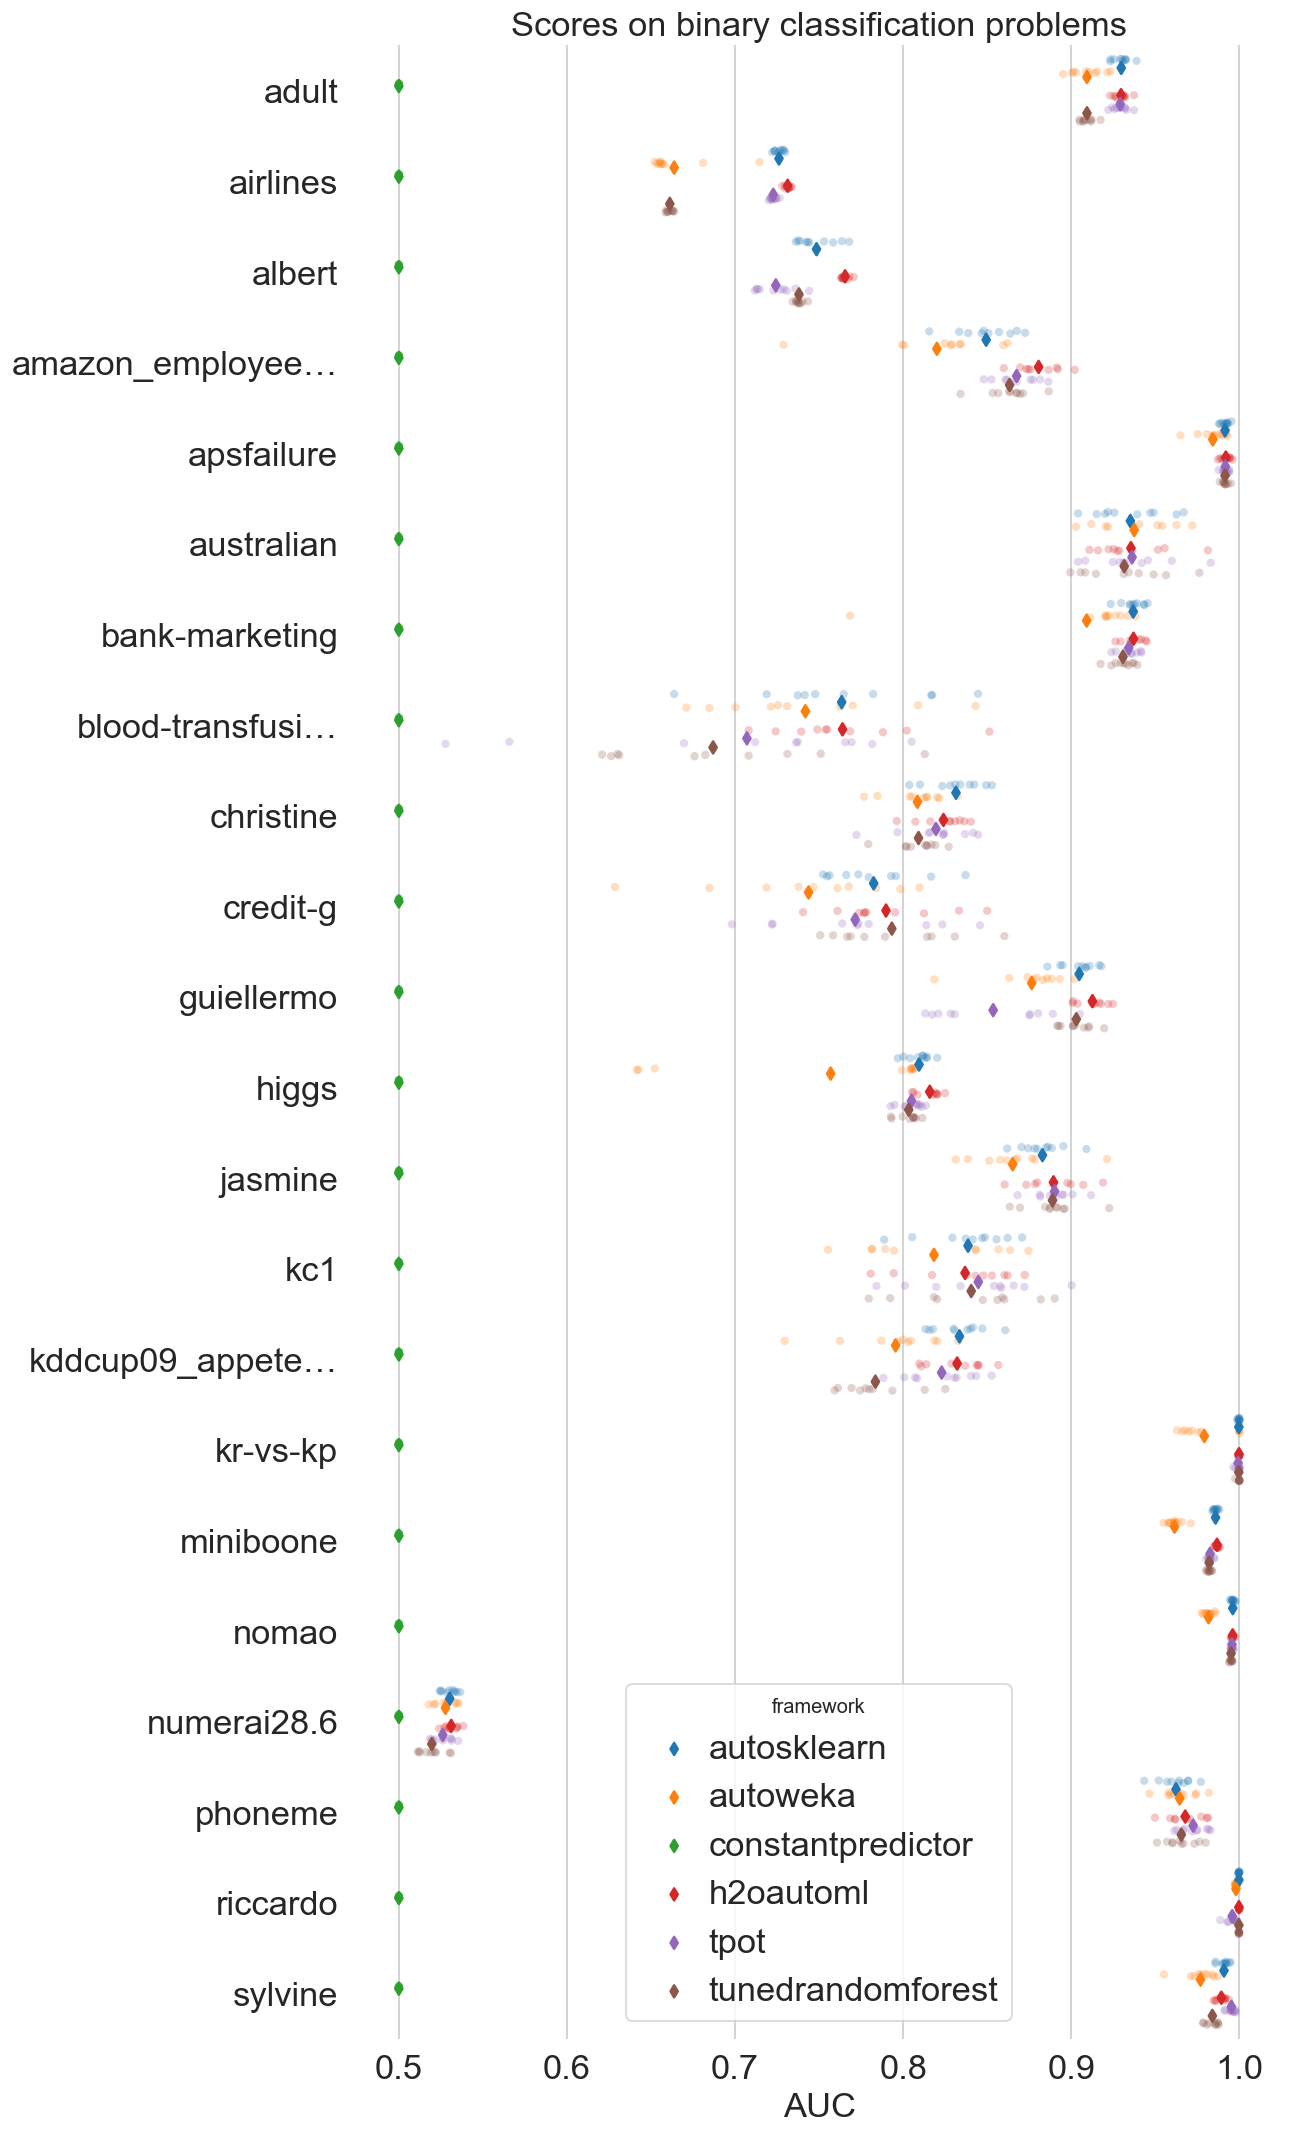 Scores on binary classification problems
adult
airlines
albert
amazon_employee…
apsfailure
australian
bank-marketing
blood-transfusi…
christine
credit-g
guiellermo
higgs
jasmine
kc1
kddcup09_appete…
kr-vs-kp
miniboone
nomao
numerai28.6
phoneme
riccardo
sylvine
framework
autosklearn
autoweka
constantpredictor
h2oautoml
tpot
tunedrandomforest
0.5 0.6 0.7 0.8 0.9 1.0
AUC